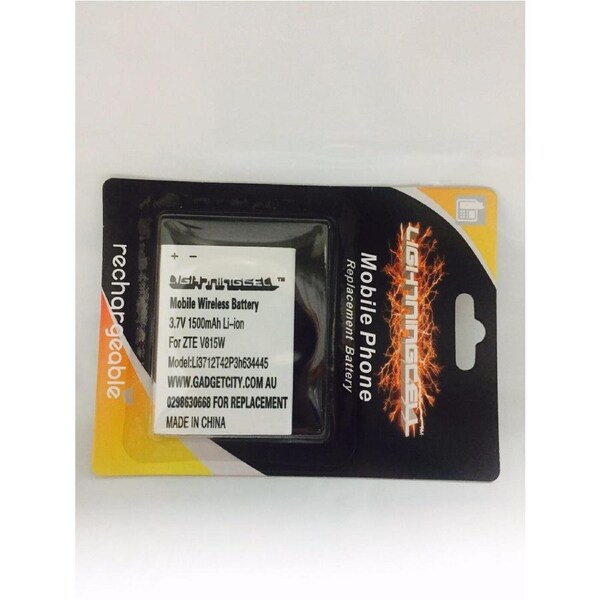 + -
LIGHTNINGCELL™
Mobile Wireless Battery
3.7V 1500mAh Li-ion
For ZTE V815W
Model:Li3712T42P3h634445
WWW.GADGETCITY.COM.AU
0298630668 FOR REPLACEMENT
MADE IN CHINA
LIGHTNINGCELL™
Mobile Phone
Replacement Battery
rechargeable